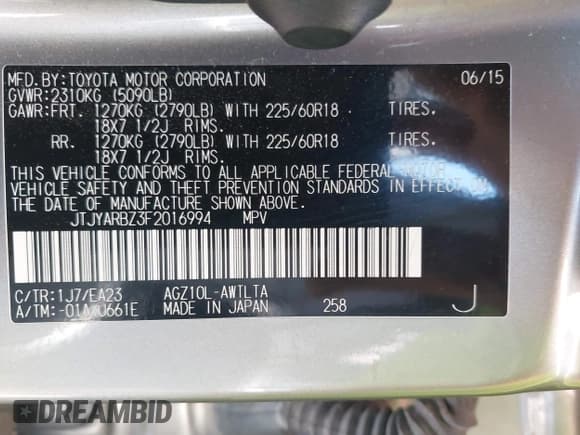 MFD.BY:TOYOTA MOTOR CORPORATION 06/15
GVWR:2310KG (5090LB)
GAWR:FRT. 1270KG (2790LB) WITH 225/60R18 TIRES.
18X7 1/2J RIMS.
RR. 1270KG (2790LB) WITH 225/60R18 TIRES.
18X7 1/2J RIMS.
THIS VEHICLE CONFORMS TO ALL APPLICABLE FEDERAL MOTOR
VEHICLE SAFETY AND THEFT PREVENTION STANDARDS IN EFFECT ON
THE DATE OF MANUFACTURE SHOWN ABOVE.
JTJYARBZ3F2016994 MPV
C/TR:1J7/EA23 AGZ10L-AWTLTA
A/TM:-01A/U661E MADE IN JAPAN 258 J
DREAMBID